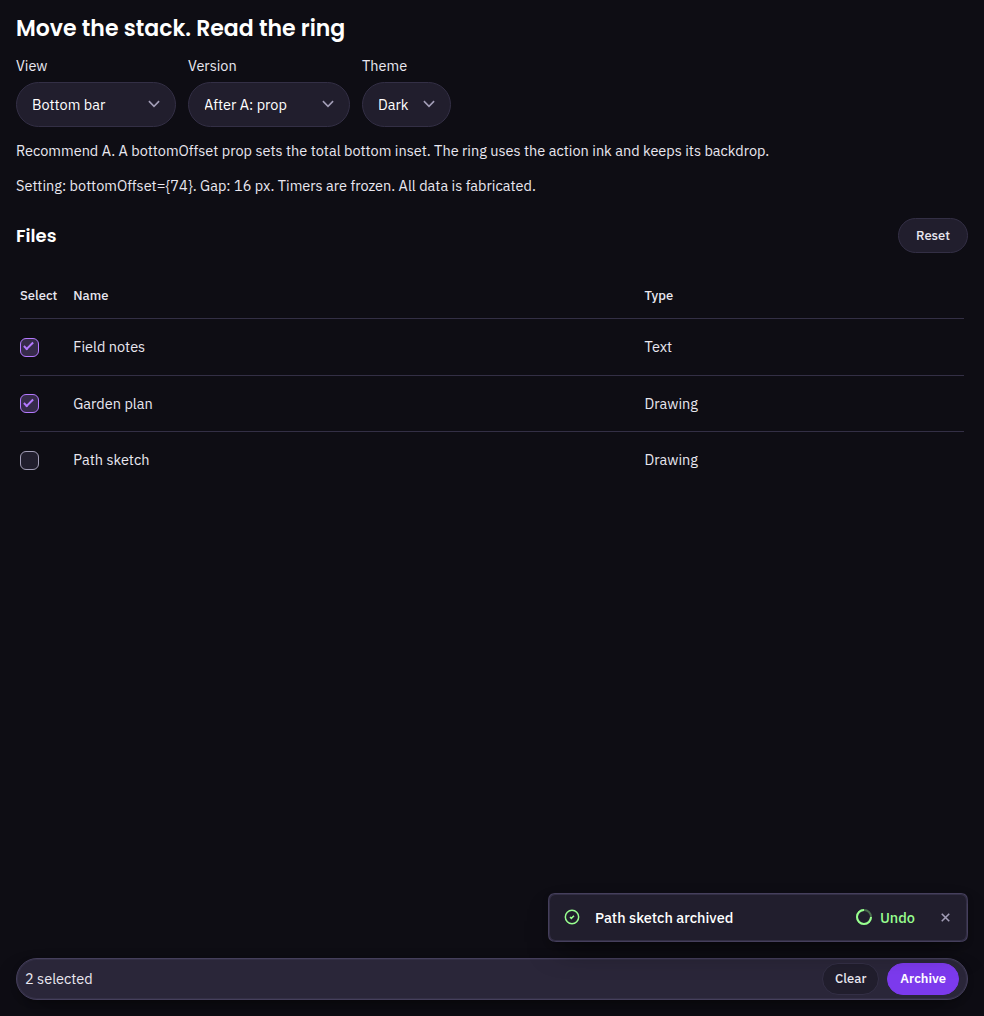 Move the stack. Read the ring
View Version Theme
Bottom bar After A: prop Dark
Recommend A. A bottomOffset prop sets the total bottom inset. The ring uses the action ink and keeps its backdrop.
Setting: bottomOffset={74}. Gap: 16 px. Timers are frozen. All data is fabricated.
Files Reset
Select Name Type
Field notes Text
Garden plan Drawing
Path sketch Drawing
Path sketch archived Undo
2 selected Clear Archive